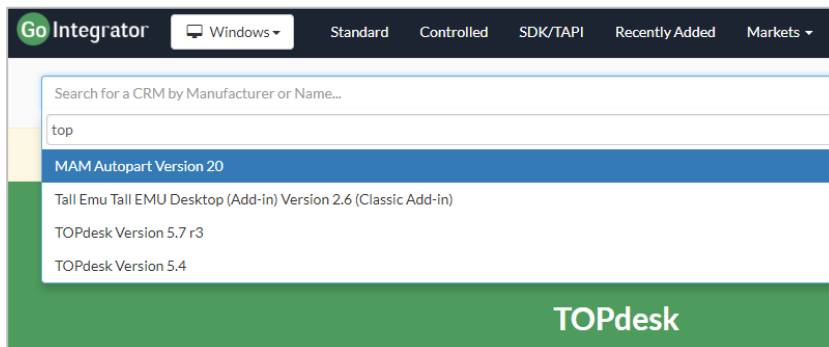 Go Integrator Windows Standard Controlled SDK/TAPI Recently Added Markets
Search for a CRM by Manufacturer or Name...
top
MAM Autopart Version 20
Tall Emu Tall EMU Desktop (Add-in) Version 2.6 (Classic Add-in)
TOPdesk Version 5.7 r3
TOPdesk Version 5.4
TOPdesk